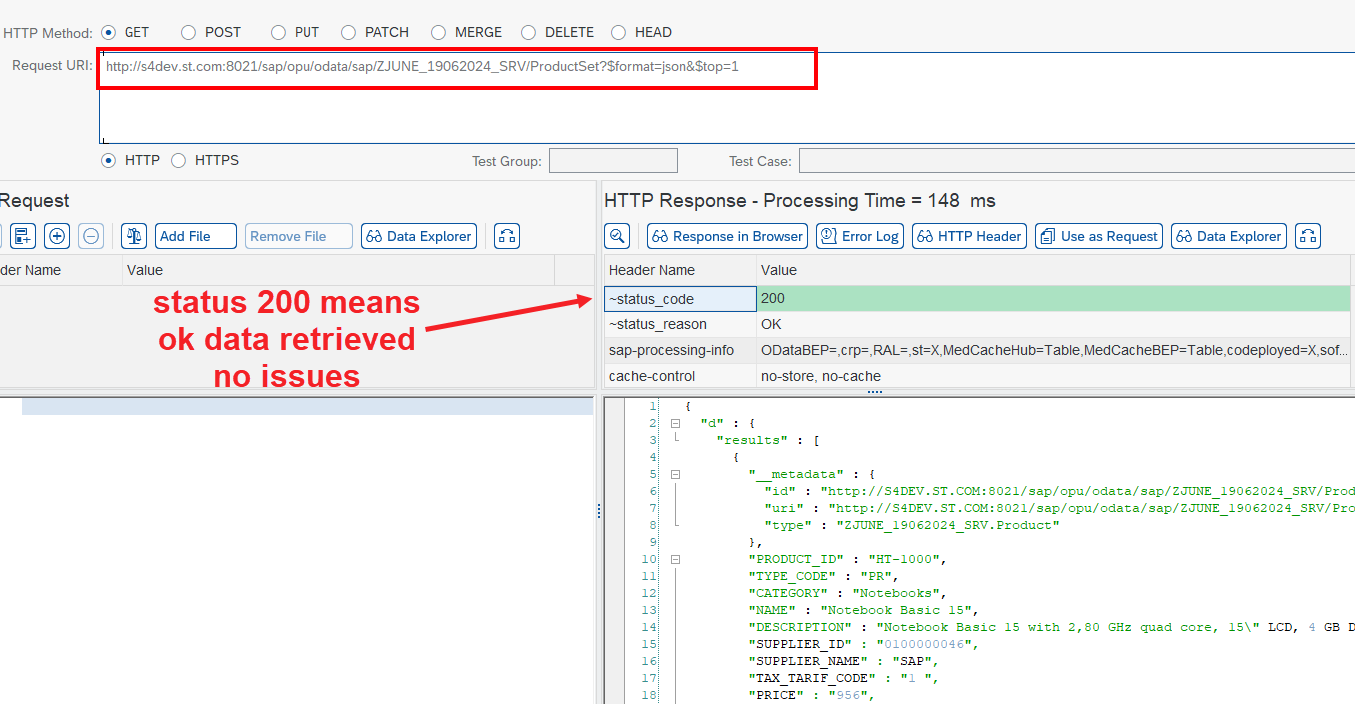 HTTP Method: GET POST PUT PATCH MERGE DELETE HEAD
Request URI: http://s4dev.st.com:8021/sap/opu/odata/sap/ZJUNE_19062024_SRV/ProductSet?$format=json&$top=1
HTTP HTTPS Test Group: Test Case:
Request
Add File Remove File Data Explorer
der Name Value
status 200 means
ok data retrieved
no issues
HTTP Response - Processing Time = 148 ms
Response in Browser Error Log HTTP Header Use as Request Data Explorer
Header Name Value
~status_code 200
~status_reason OK
sap-processing-info ODataBEP=,crp=,RAL=,st=X,MedCacheHub=Table,MedCacheBEP=Table,codeployed=X,sof...
cache-control no-store, no-cache
1 {
2 "d" : {
3 "results" : [
4 {
5 "__metadata" : {
6 "id" : "http://S4DEV.ST.COM:8021/sap/opu/odata/sap/ZJUNE_19062024_SRV/Prod
7 "uri" : "http://S4DEV.ST.COM:8021/sap/opu/odata/sap/ZJUNE_19062024_SRV/Pro
8 "type" : "ZJUNE_19062024_SRV.Product"
9 },
10 "PRODUCT_ID" : "HT-1000",
11 "TYPE_CODE" : "PR",
12 "CATEGORY" : "Notebooks",
13 "NAME" : "Notebook Basic 15",
14 "DESCRIPTION" : "Notebook Basic 15 with 2,80 GHz quad core, 15\" LCD, 4 GB D
15 "SUPPLIER_ID" : "0100000046",
16 "SUPPLIER_NAME" : "SAP",
17 "TAX_TARIF_CODE" : "1 ",
18 "PRICE" : "956",